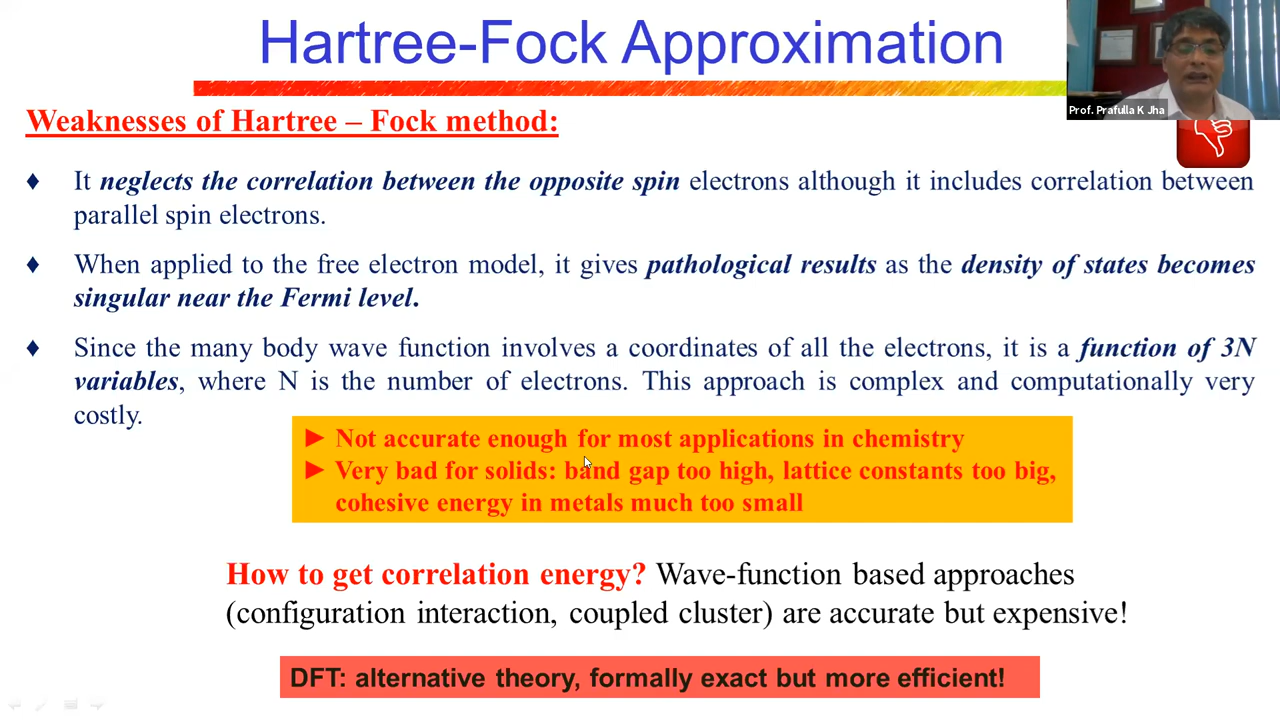 Hartree-Fock Approximation
Prof. Prafulla K Jha
Weaknesses of Hartree – Fock method:
♦ It neglects the correlation between the opposite spin electrons although it includes correlation between
parallel spin electrons.
♦ When applied to the free electron model, it gives pathological results as the density of states becomes
singular near the Fermi level.
♦ Since the many body wave function involves a coordinates of all the electrons, it is a function of 3N
variables, where N is the number of electrons. This approach is complex and computationally very
costly.
► Not accurate enough for most applications in chemistry
► Very bad for solids: band gap too high, lattice constants too big,
cohesive energy in metals much too small
How to get correlation energy? Wave-function based approaches
(configuration interaction, coupled cluster) are accurate but expensive!
DFT: alternative theory, formally exact but more efficient!